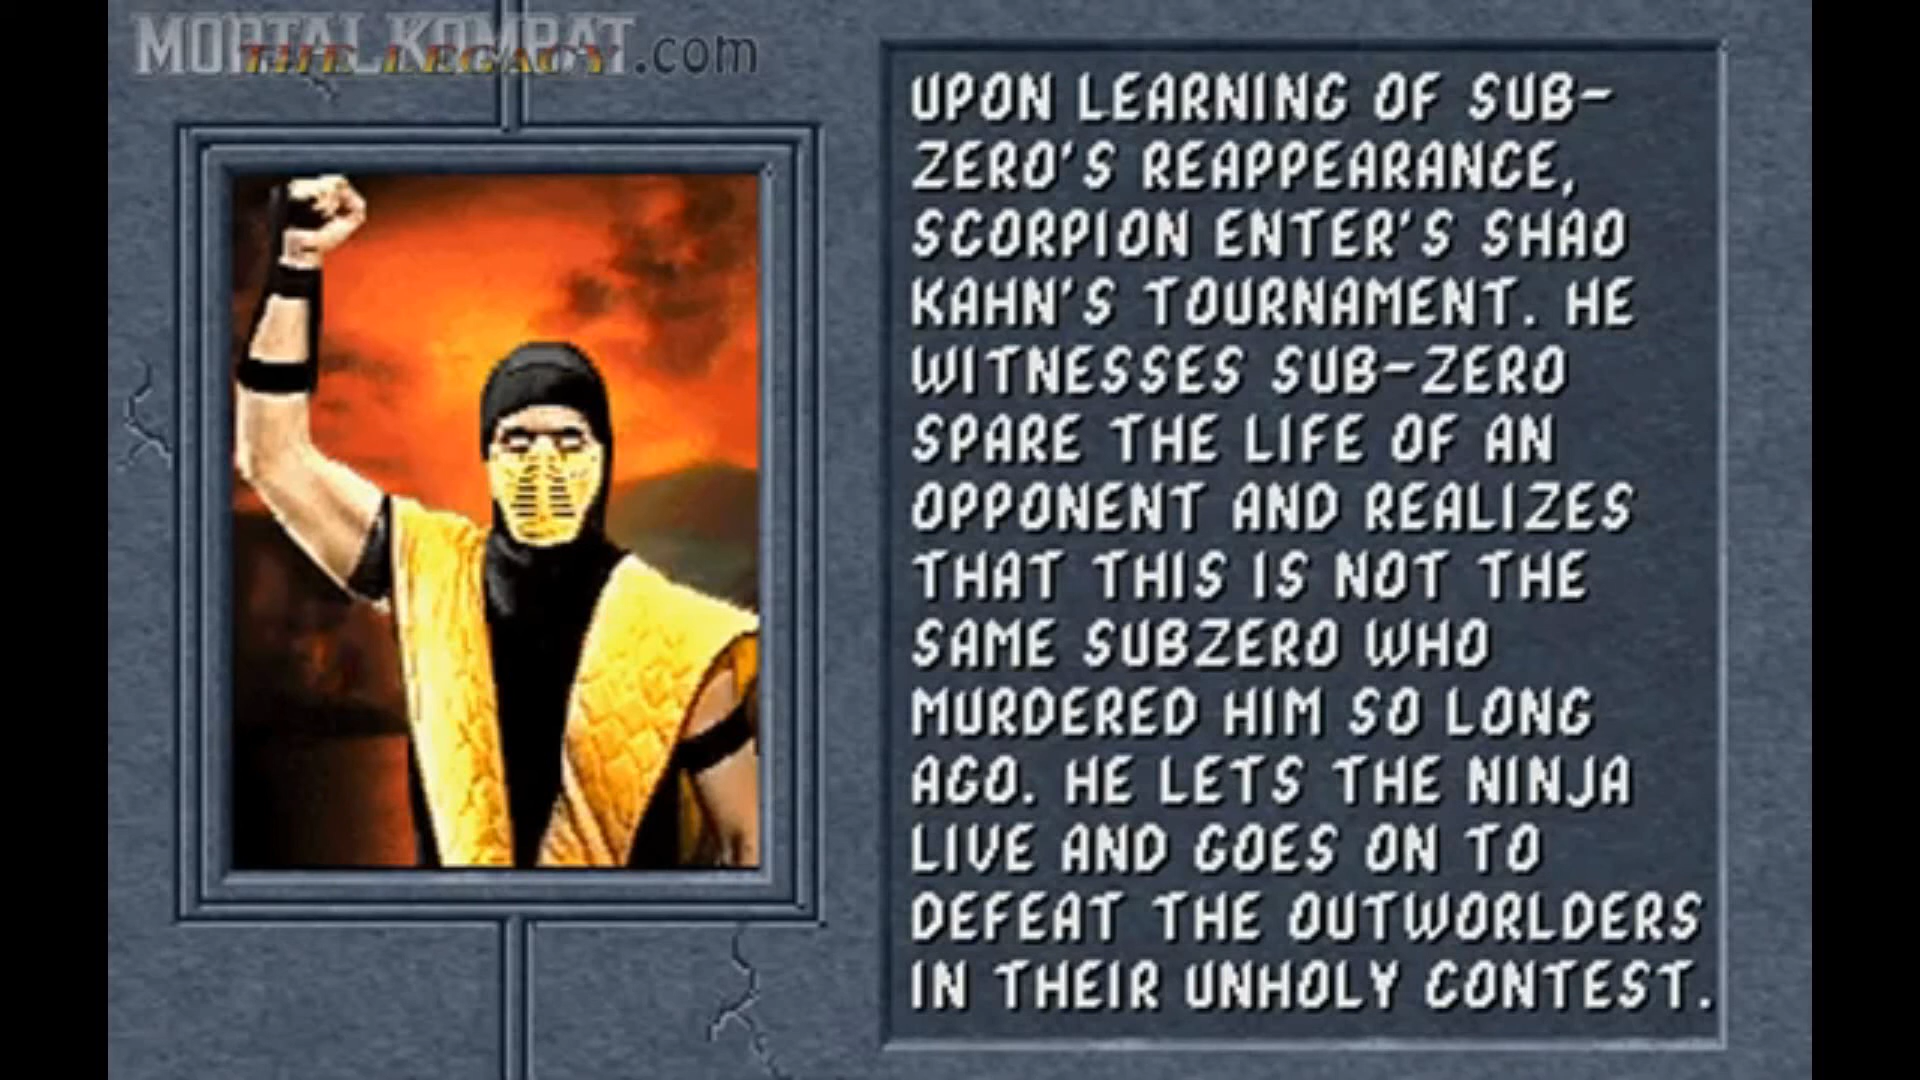 MORTAL KOMBAT.com
THE LEGACY
UPON LEARNING OF SUB-
ZERO'S REAPPEARANCE,
SCORPION ENTER'S SHAO
KAHN'S TOURNAMENT. HE
WITNESSES SUB-ZERO
SPARE THE LIFE OF AN
OPPONENT AND REALIZES
THAT THIS IS NOT THE
SAME SUBZERO WHO
MURDERED HIM SO LONG
AGO. HE LETS THE NINJA
LIVE AND GOES ON TO
DEFEAT THE OUTWORLDERS
IN THEIR UNHOLY CONTEST.